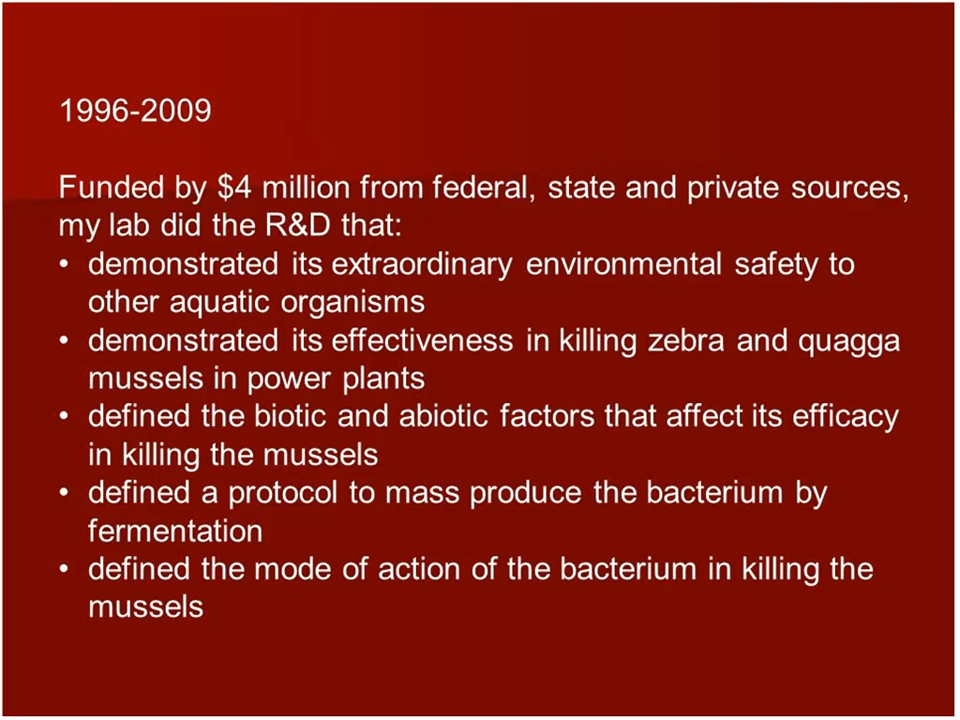 1996-2009
Funded by $4 million from federal, state and private sources,
my lab did the R&D that:
• demonstrated its extraordinary environmental safety to
other aquatic organisms
• demonstrated its effectiveness in killing zebra and quagga
mussels in power plants
• defined the biotic and abiotic factors that affect its efficacy
in killing the mussels
• defined a protocol to mass produce the bacterium by
fermentation
• defined the mode of action of the bacterium in killing the
mussels